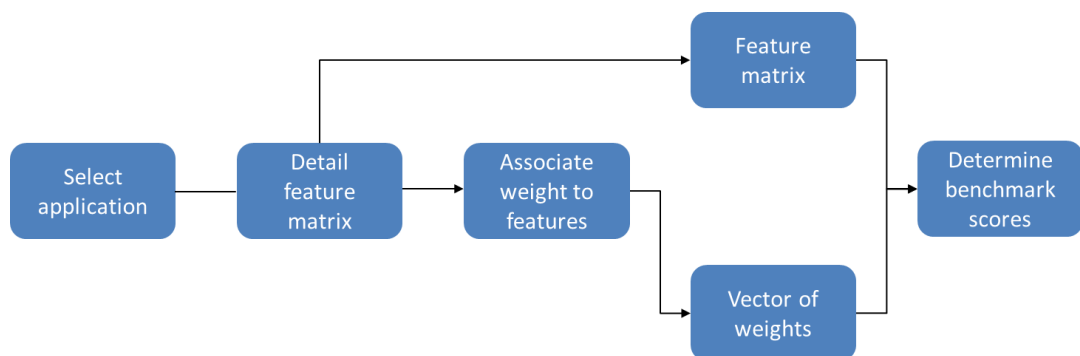 Select
application
Detail
feature
matrix
Associate
weight to
features
Feature
matrix
Vector of
weights
Determine
benchmark
scores